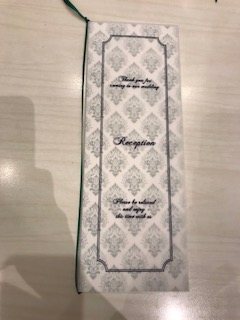 Thank you for
coming to our wedding
Reception
Please be relaxed
and enjoy
this time with us